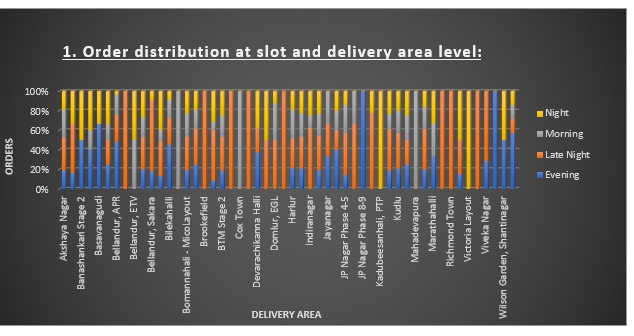 1. Order distribution at slot and delivery area level:
100%
80%
60%
40%
20%
0%
ORDERS
Night
Morning
Late Night
Evening
Akshaya Nagar
Banashankari Stage 2
Basavanagudi
Bellandur, APR
Bellandur, ETV
Bellandur, Sakara
Bilekahalli
Bomannahali - MicoLayout
Brookefield
BTM Stage 2
Cox Town
Devarachikanna Halli
Domlur, EGL
Harlur
Indiranagar
Jayanagar
JP Nagar Phase 4-5
JP Nagar Phase 8-9
Kadubeesanhali, PTP
Kudlu
Mahadevapura
Marathahalli
Richmond Town
Victoria Layout
Viveka Nagar
Wilson Garden, Shantinagar
DELIVERY AREA